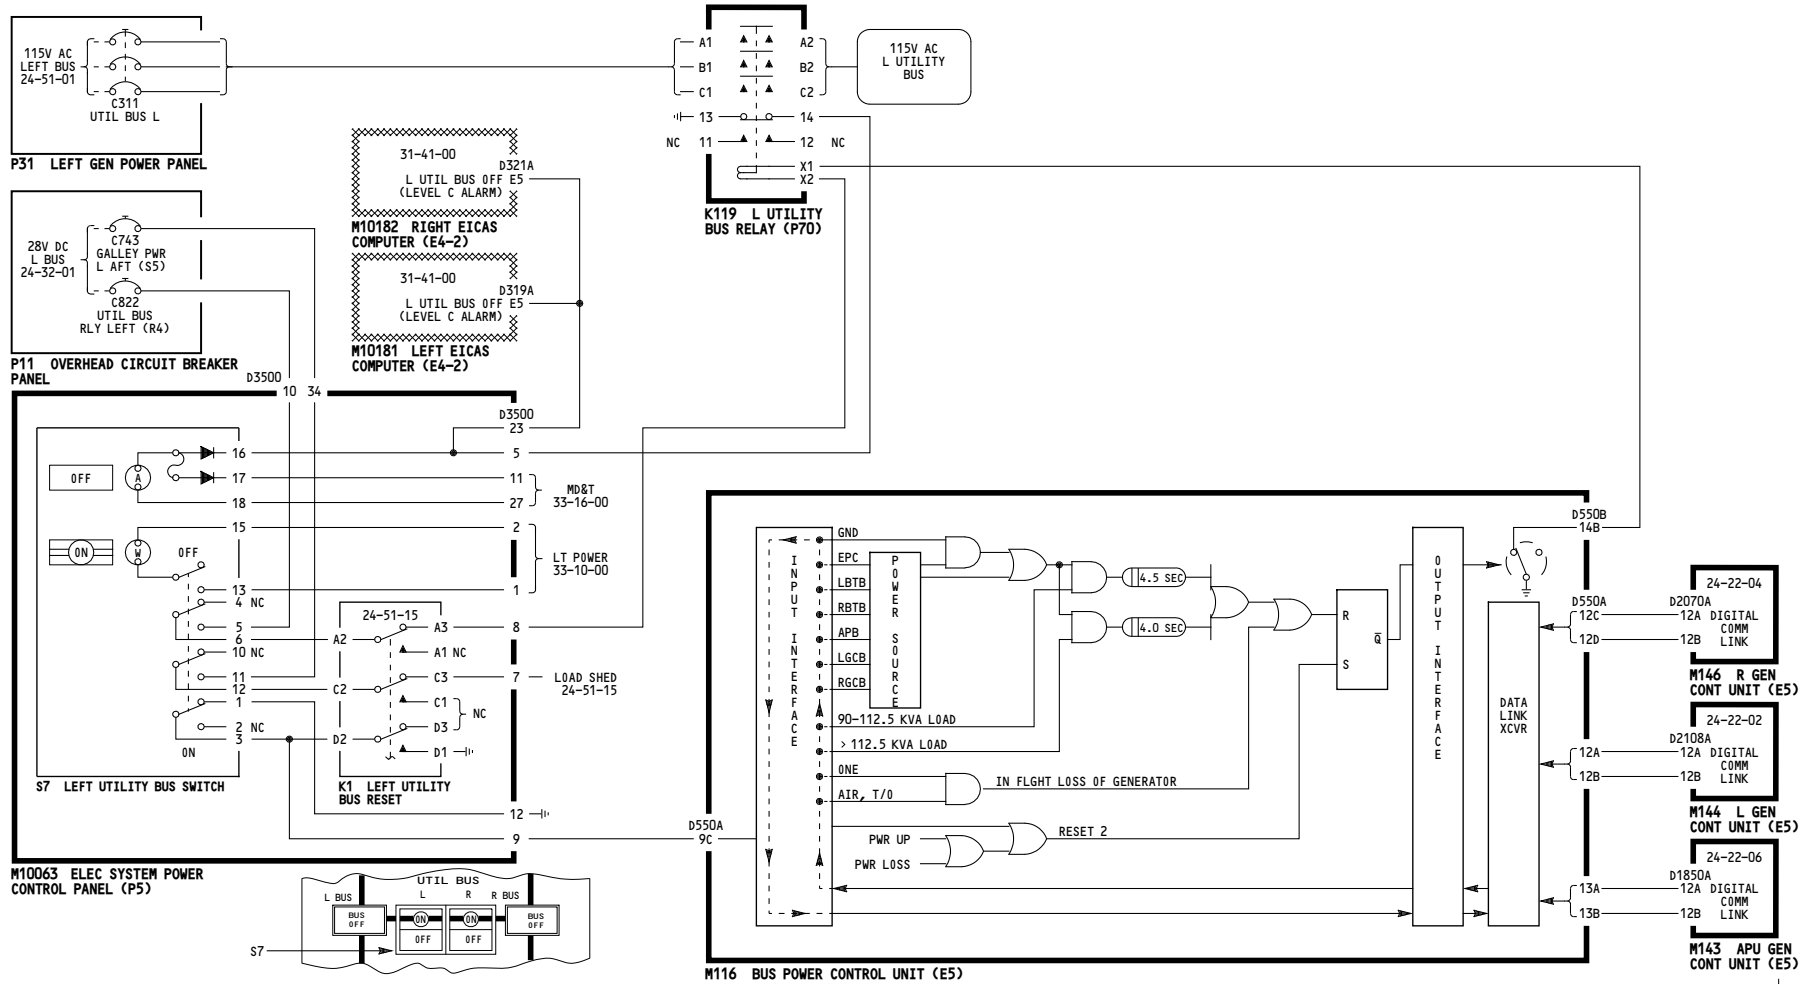 115V AC
LEFT BUS
24-51-01
C311
UTIL BUS L
P31 LEFT GEN POWER PANEL
28V DC
L BUS
24-32-01
C743
GALLEY PWR
L AFT (S5)
C822
UTIL BUS
RLY LEFT (R4)
P11 OVERHEAD CIRCUIT BREAKER
PANEL
31-41-00
D321A
L UTIL BUS OFF E5
(LEVEL C ALARM)
M10182 RIGHT EICAS
COMPUTER (E4-2)
31-41-00
D319A
L UTIL BUS OFF E5
(LEVEL C ALARM)
M10181 LEFT EICAS
COMPUTER (E4-2)
A1 A2
B1 B2
C1 C2
13 14
NC 11 12 NC
X1
X2
K119 L UTILITY
BUS RELAY (P70)
115V AC
L UTILITY
BUS
D3500
10 34
D3500
23
OFF
A
16
5
17
11
18
27
MD&T
33-16-00
ON
W
15
2
OFF
LT POWER
33-10-00
13
1
4 NC
5
6
10 NC
11
12
1
2 NC
3
ON
S7 LEFT UTILITY BUS SWITCH
24-51-15
A2
A3
8
A1 NC
C2
C3
7
LOAD SHED
24-51-15
C1
NC
D3
D2
D1
K1 LEFT UTILITY
BUS RESET
12
9
M10063 ELEC SYSTEM POWER
CONTROL PANEL (P5)
UTIL BUS
L BUS
L
R
R BUS
BUS
OFF
ON
ON
BUS
OFF
OFF
OFF
S7
D550A
9C
INPUT INTERFACE
GND
EPC
LBTB
RBTB
APB
LGCB
RGCB
POWER SOURCE
90-112.5 KVA LOAD
> 112.5 KVA LOAD
ONE
AIR, T/O
IN FLGHT LOSS OF GENERATOR
PWR UP
PWR LOSS
RESET 2
4.5 SEC
4.0 SEC
R
Q
S
OUTPUT INTERFACE
DATA
LINK
XCVR
D550B
14B
D550A
12C
12D
12A
12B
13A
13B
M116 BUS POWER CONTROL UNIT (E5)
24-22-04
D2070A
12A DIGITAL
COMM
12B LINK
M146 R GEN
CONT UNIT (E5)
24-22-02
D2108A
12A DIGITAL
COMM
12B LINK
M144 L GEN
CONT UNIT (E5)
24-22-06
D1850A
12A DIGITAL
COMM
12B LINK
M143 APU GEN
CONT UNIT (E5)